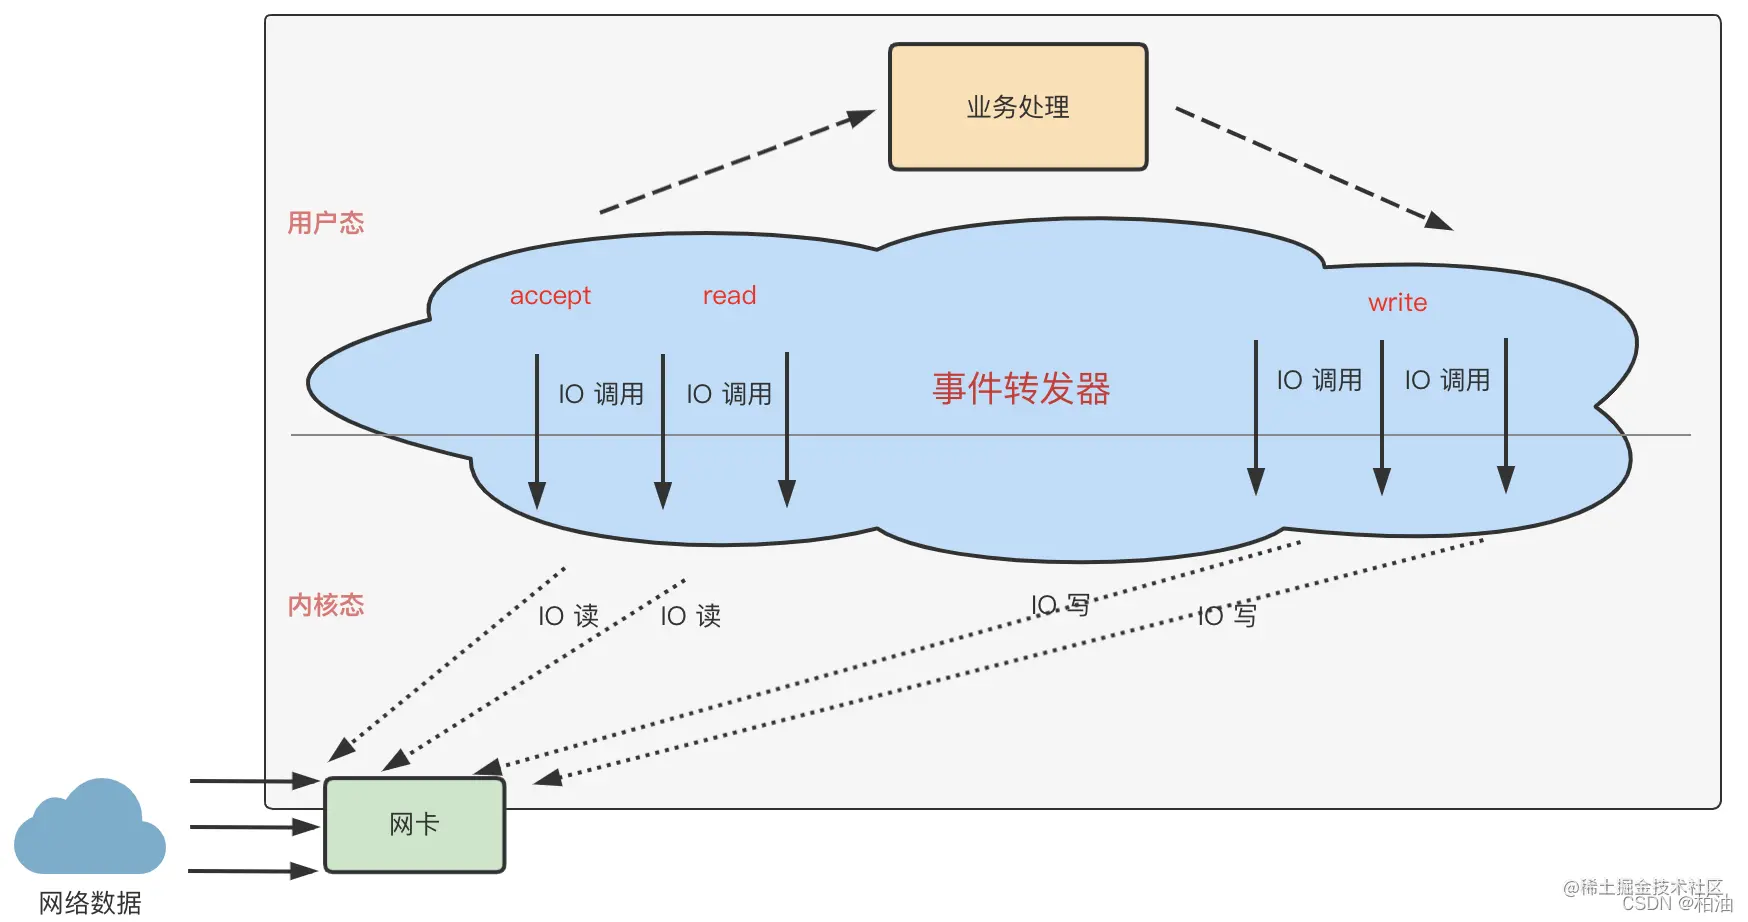 业务处理
用户态
accept
read
write
IO 调用
IO 调用
事件转发器
IO 调用
IO 调用
内核态
IO 读
IO 读
IO 写
IO 写
网卡
网络数据
@稀土掘金技术社区
CSDN @柏油